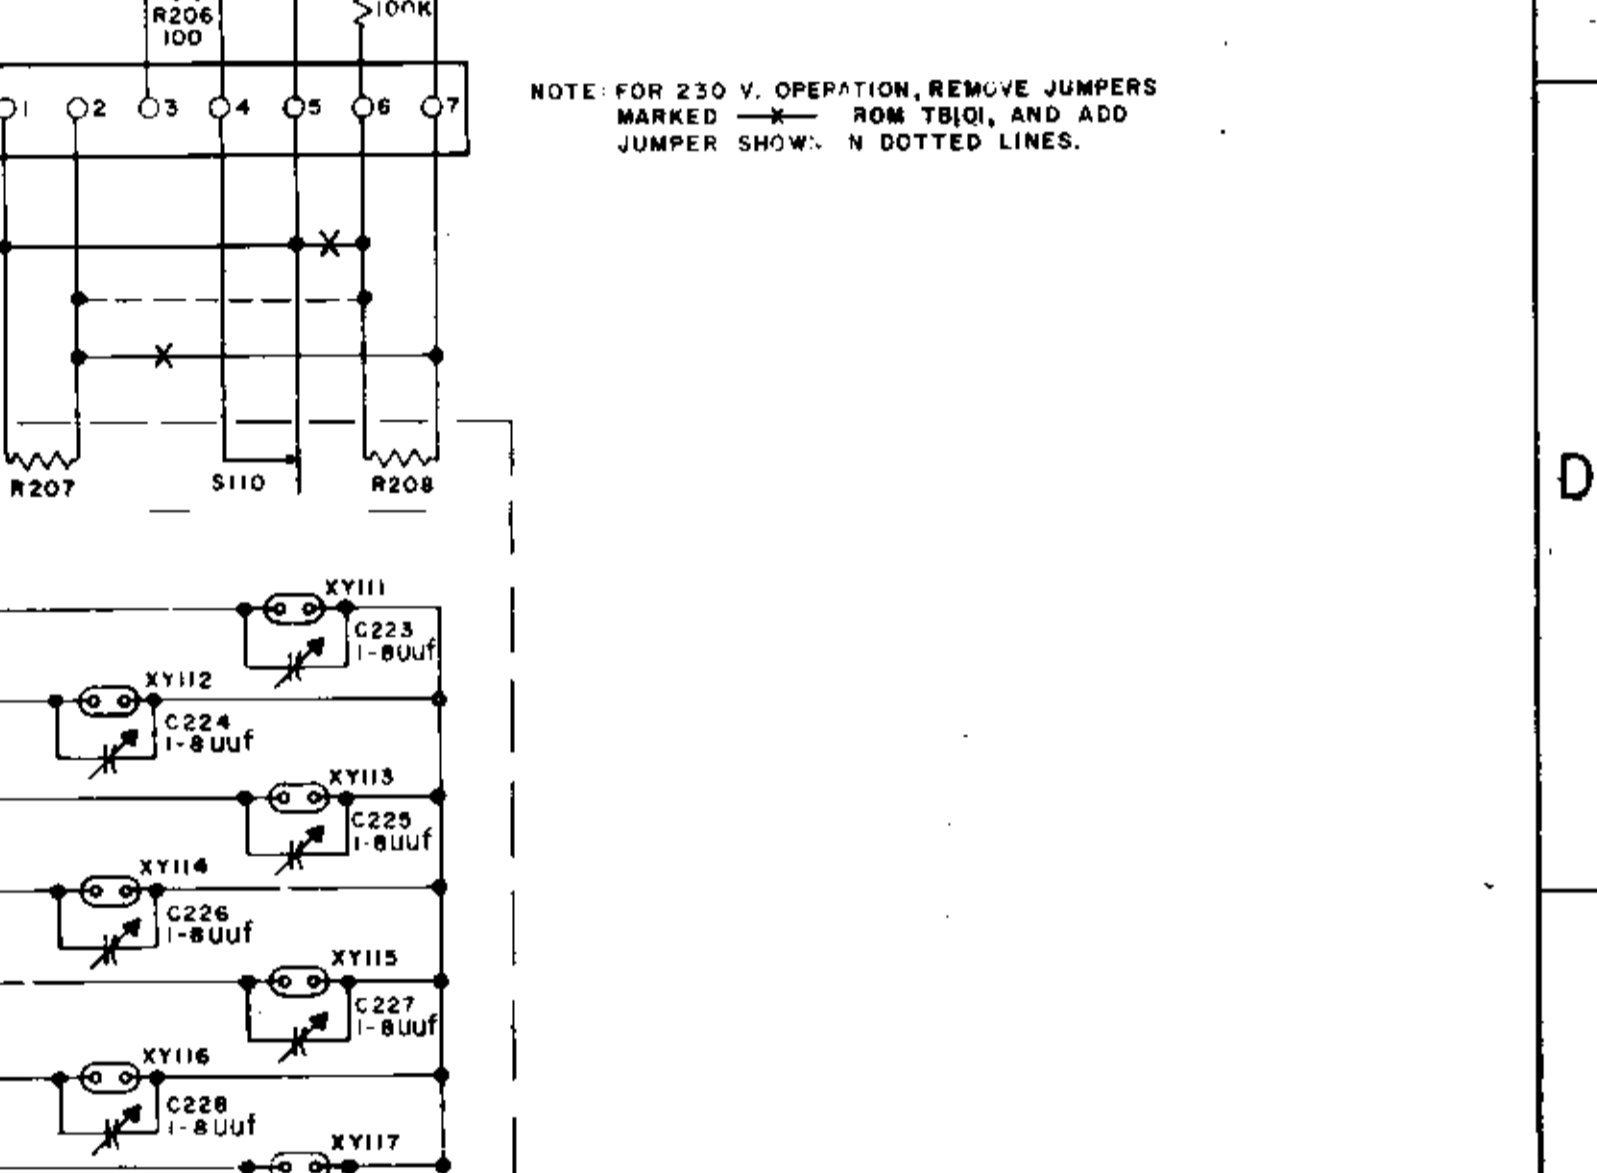 R206
100
100K
1 2 3 4 5 6 7
NOTE: FOR 230 V. OPERATION, REMOVE JUMPERS
MARKED —X— ROM TB101, AND ADD
JUMPER SHOW N DOTTED LINES.
R207
S110
R208
D
XY111
C223
1-8UUf
XY112
C224
1-8UUf
XY113
C225
1-8UUf
XY114
C226
1-8UUf
XY115
C227
1-8UUf
XY116
C228
1-8UUf
XY117